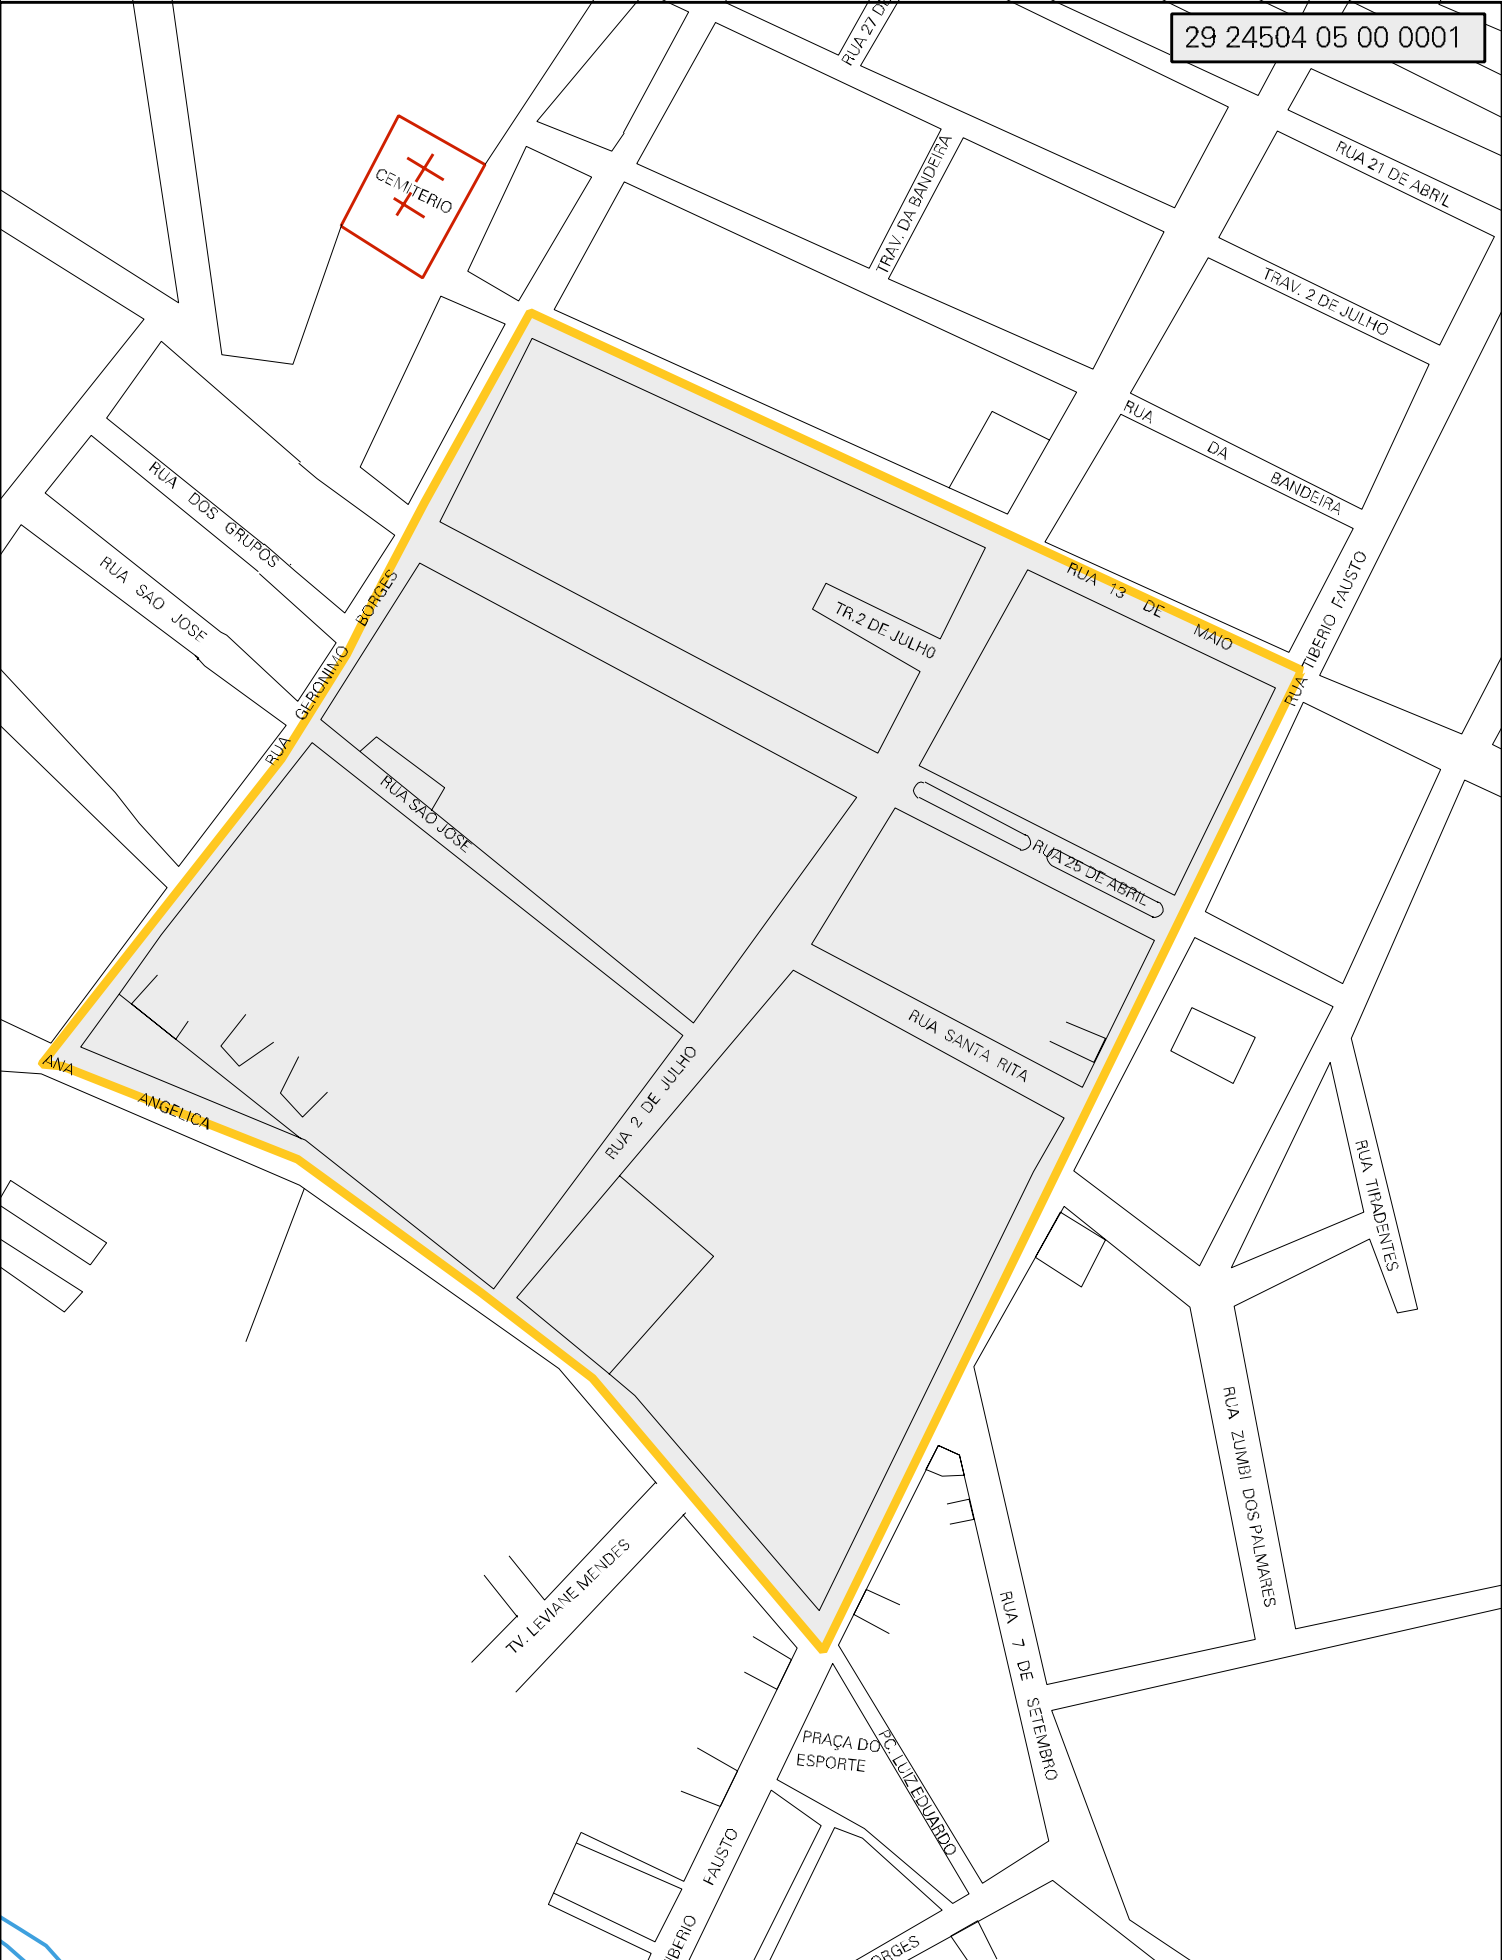 RUA 27 DE
29 24504 05 00 0001
RUA 21 DE ABRIL
CEMITERIO
TRAV. DA BANDEIRA
TRAV. 2 DE JULHO
RUA DA BANDEIRA
RUA DOS GRUPOS
RUA SAO JOSE
RUA GERONIMO BORGES
TR.2 DE JULHO
RUA 13 DE MAIO
RUA TIBERIO FAUSTO
RUA SAO JOSE
RUA 25 DE ABRIL
RUA SANTA RITA
ANA ANGELICA
RUA 2 DE JULHO
RUA TIRADENTES
RUA ZUMBI DOS PALMARES
TV. LEVIANE MENDES
RUA 7 DE SETEMBRO
PRAÇA DO
ESPORTE
PC. LUIZ EDUARDO
IBERIO FAUSTO
ORGES